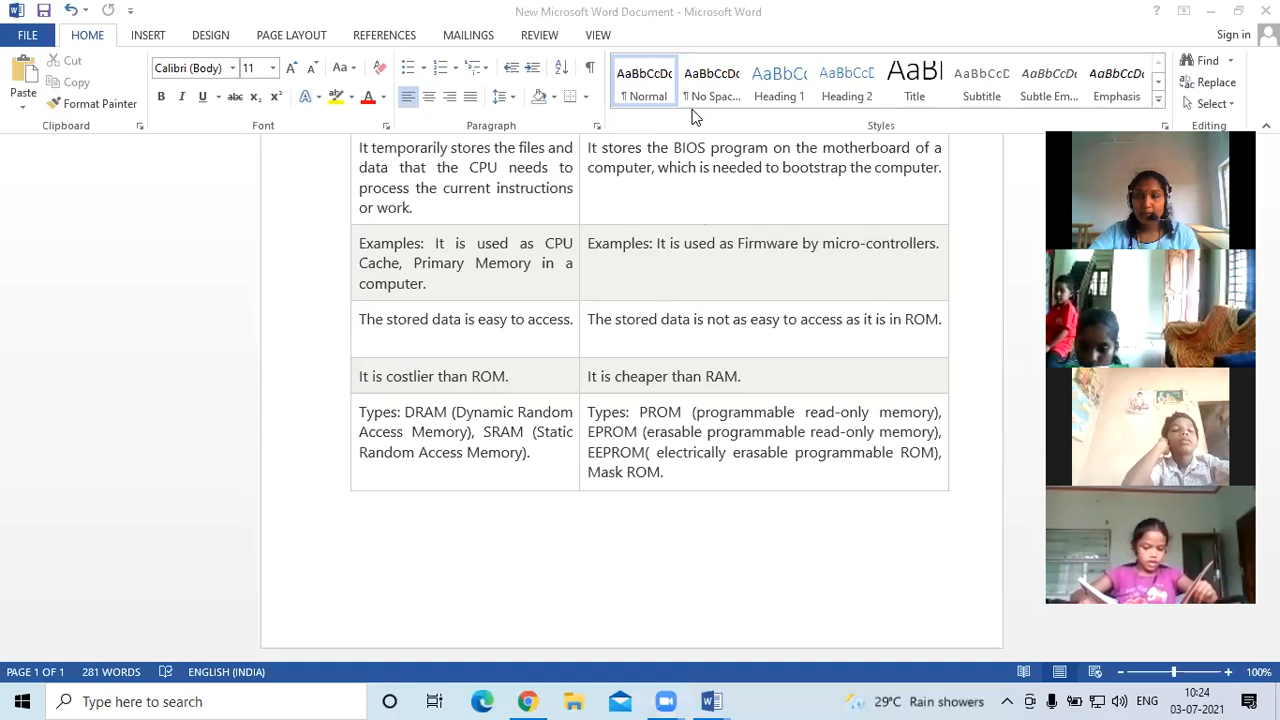 New Microsoft Word Document - Microsoft Word
FILE HOME INSERT DESIGN PAGE LAYOUT REFERENCES MAILINGS REVIEW VIEW Sign in
Cut
Copy
Format Painter
Paste
Calibri (Body) 11
AaBbCcDc AaBbCcDc AaBbCc AaBbCcD AaBl AaBbCcD AaBbCcDc AaBbCcDc
¶ Normal ¶ No Spac... Heading 1 Heading 2 Title Subtitle Subtle Em... Emphasis
Find
Replace
Select
Clipboard Font Paragraph Styles Editing
It temporarily stores the files and
data that the CPU needs to
process the current instructions
or work.
It stores the BIOS program on the motherboard of a
computer, which is needed to bootstrap the computer.
Examples: It is used as CPU
Cache, Primary Memory in a
computer.
Examples: It is used as Firmware by micro-controllers.
The stored data is easy to access.
The stored data is not as easy to access as it is in ROM.
It is costlier than ROM.
It is cheaper than RAM.
Types: DRAM (Dynamic Random
Access Memory), SRAM (Static
Random Access Memory).
Types: PROM (programmable read-only memory),
EPROM (erasable programmable read-only memory),
EEPROM( electrically erasable programmable ROM),
Mask ROM.
PAGE 1 OF 1 281 WORDS ENGLISH (INDIA) 100%
Type here to search
29°C Rain showers
ENG
10:24
03-07-2021